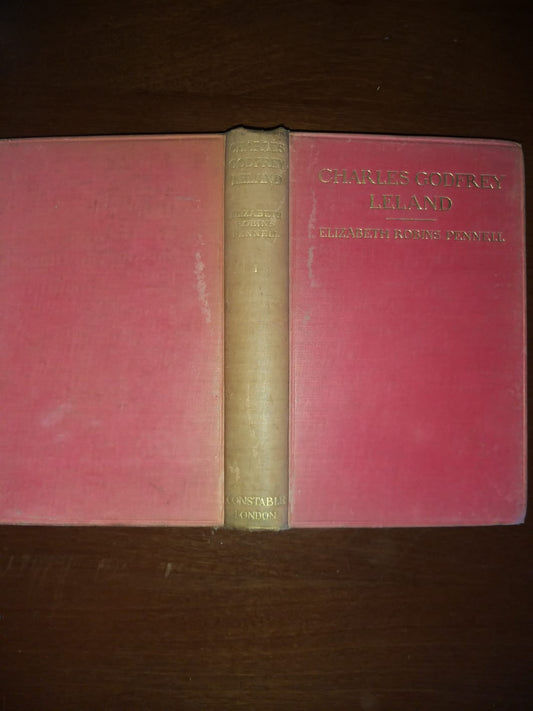 CHARLES
GODFREY
LELAND
ELIZABETH
ROBINS
PENNELL
I
CONSTABLE
LONDON
CHARLES GODFREY
LELAND
ELIZABETH ROBINS PENNELL